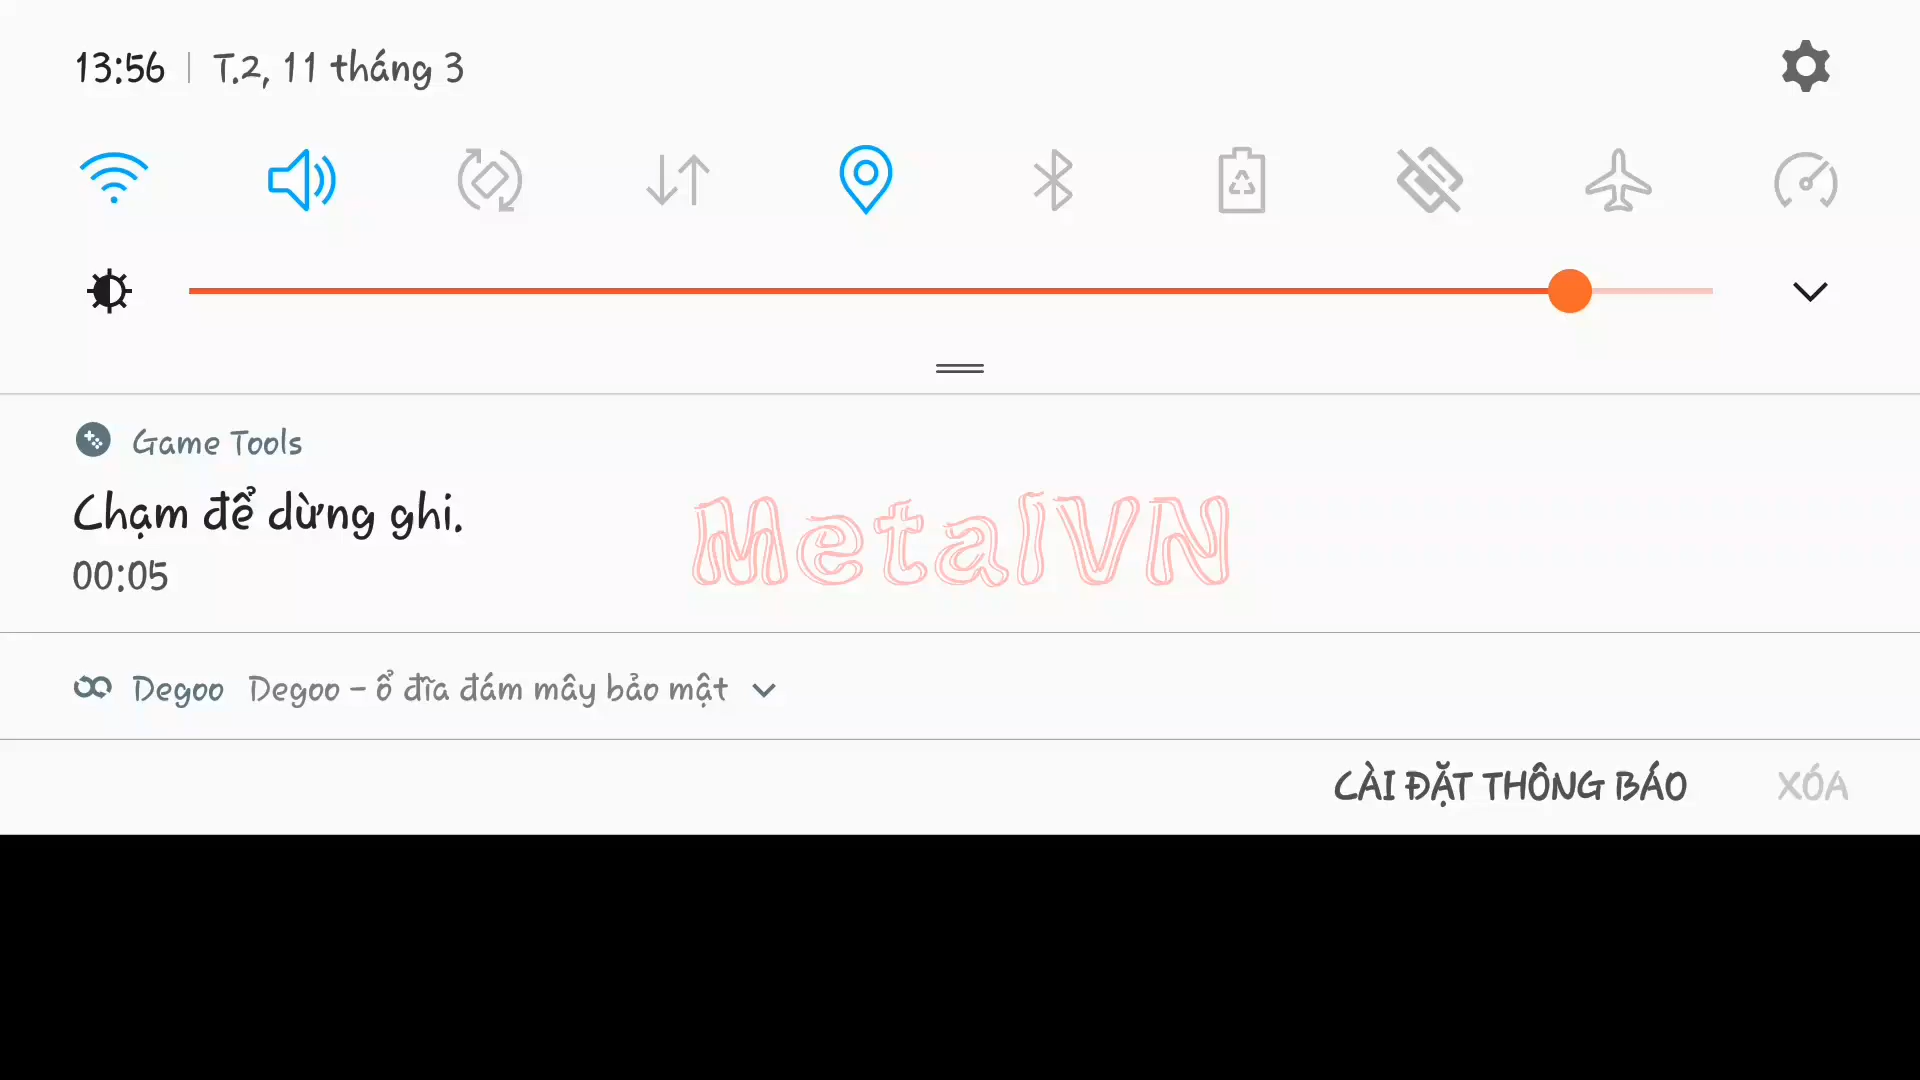 13:56 | T.2, 11 tháng 3
Game Tools
Chạm để dừng ghi.
00:05
MetalVN
Degoo Degoo – ổ đĩa đám mây bảo mật
CÀI ĐẶT THÔNG BÁO XÓA